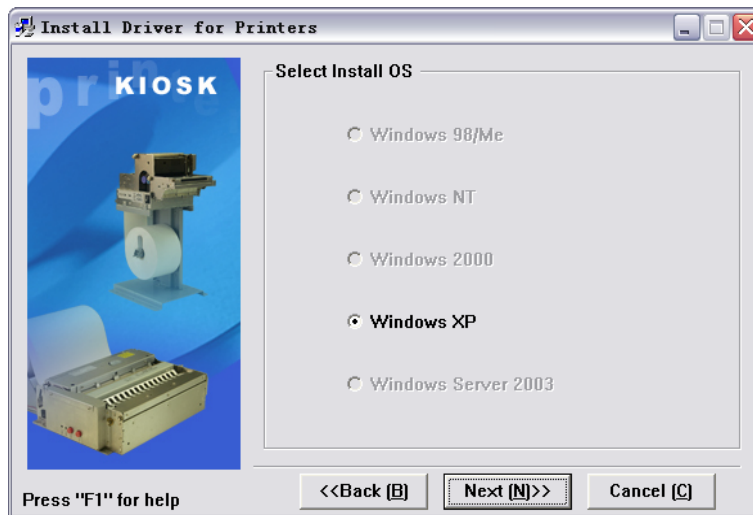 Install Driver for Printers
printer
KIOSK
Select Install OS
Windows 98/Me
Windows NT
Windows 2000
Windows XP
Windows Server 2003
Press "F1" for help
<<Back (B)
Next (N)>>
Cancel (C)